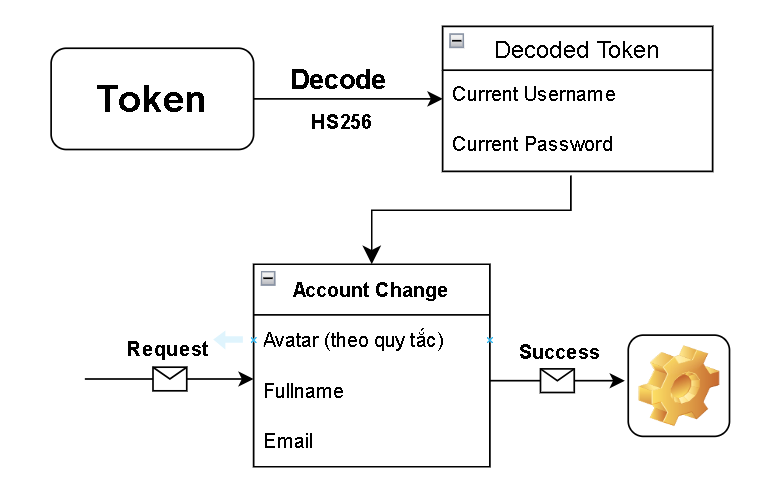 Token
Decode
HS256
Decoded Token
Current Username
Current Password
Account Change
Avatar (theo quy tắc)
Fullname
Email
Request
Success